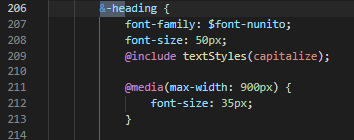 206 &-heading {
207 font-family: $font-nunito;
208 font-size: 50px;
209 @include textStyles(capitalize);
210
211 @media(max-width: 900px) {
212 font-size: 35px;
213 }
214